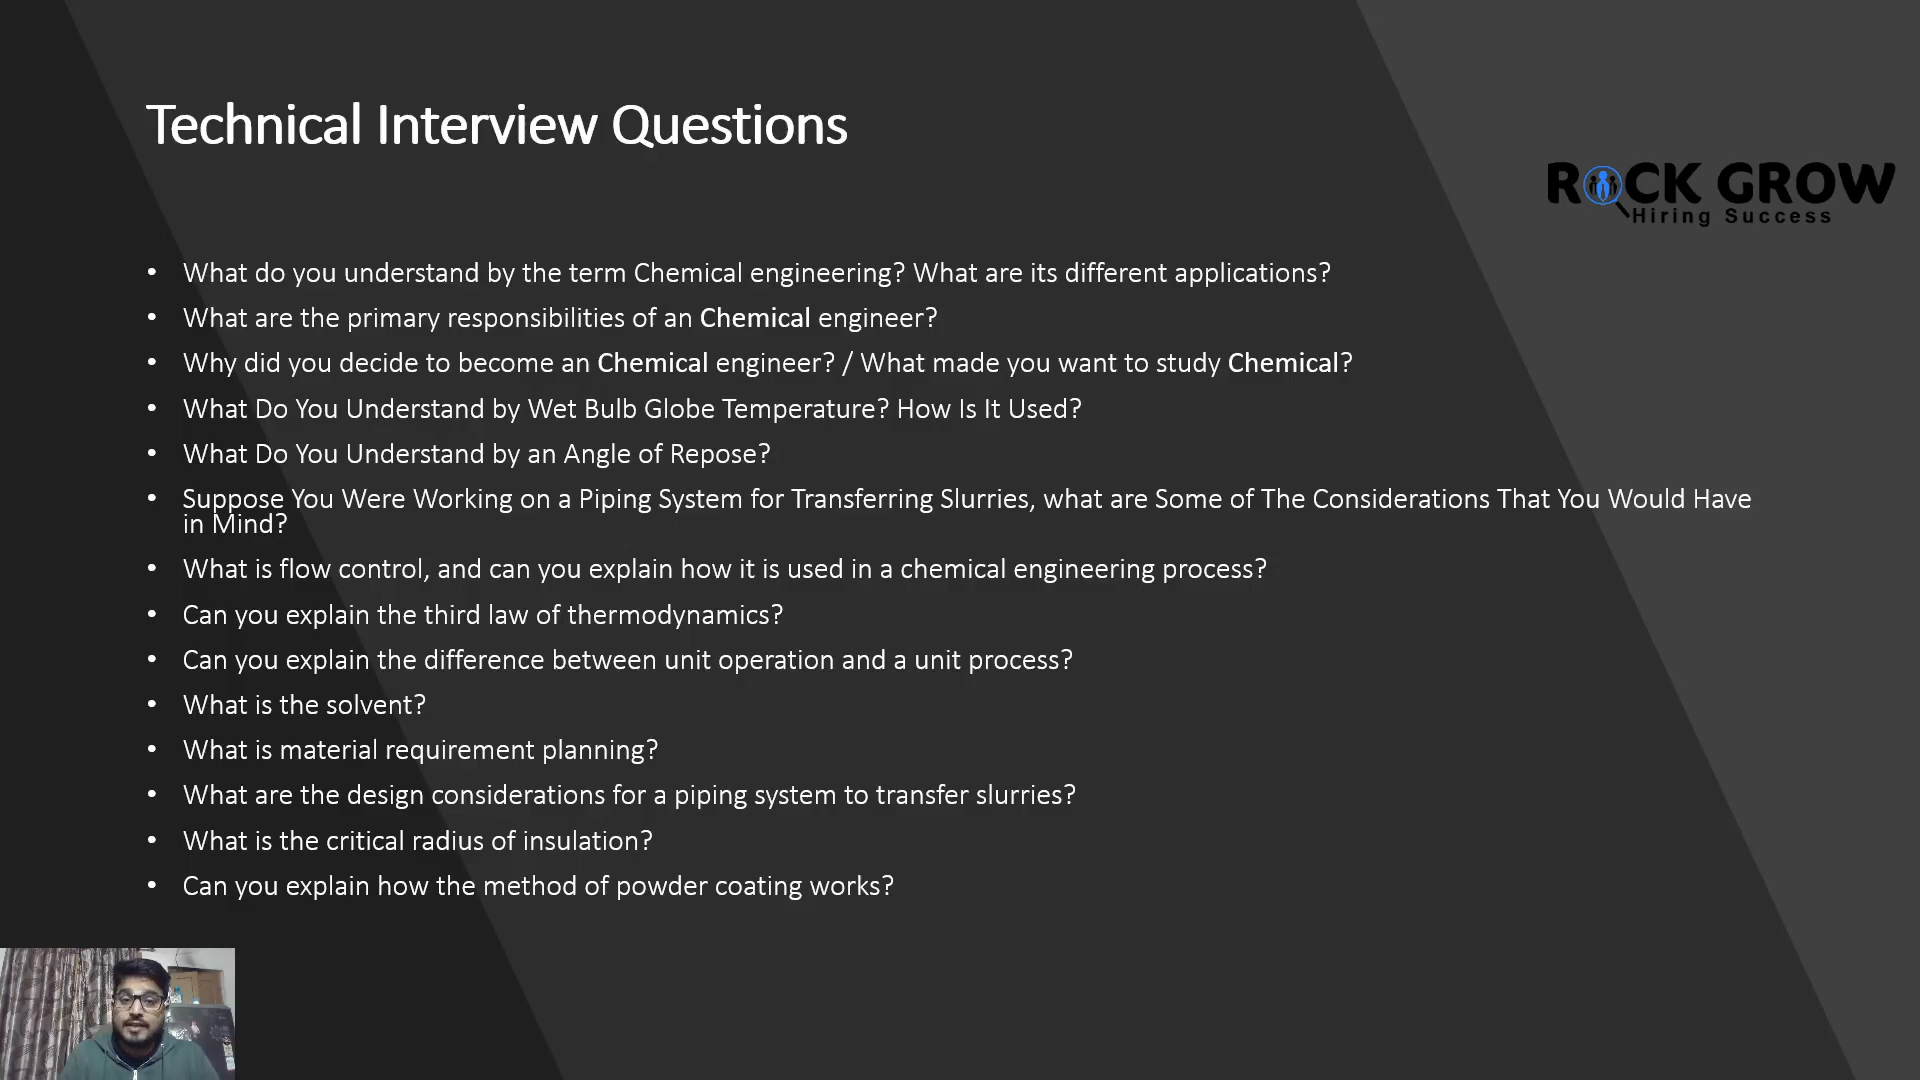 Technical Interview Questions
ROCK GROW
Hiring Success
• What do you understand by the term Chemical engineering? What are its different applications?
• What are the primary responsibilities of an Chemical engineer?
• Why did you decide to become an Chemical engineer? / What made you want to study Chemical?
• What Do You Understand by Wet Bulb Globe Temperature? How Is It Used?
• What Do You Understand by an Angle of Repose?
• Suppose You Were Working on a Piping System for Transferring Slurries, what are Some of The Considerations That You Would Have
in Mind?
• What is flow control, and can you explain how it is used in a chemical engineering process?
• Can you explain the third law of thermodynamics?
• Can you explain the difference between unit operation and a unit process?
• What is the solvent?
• What is material requirement planning?
• What are the design considerations for a piping system to transfer slurries?
• What is the critical radius of insulation?
• Can you explain how the method of powder coating works?